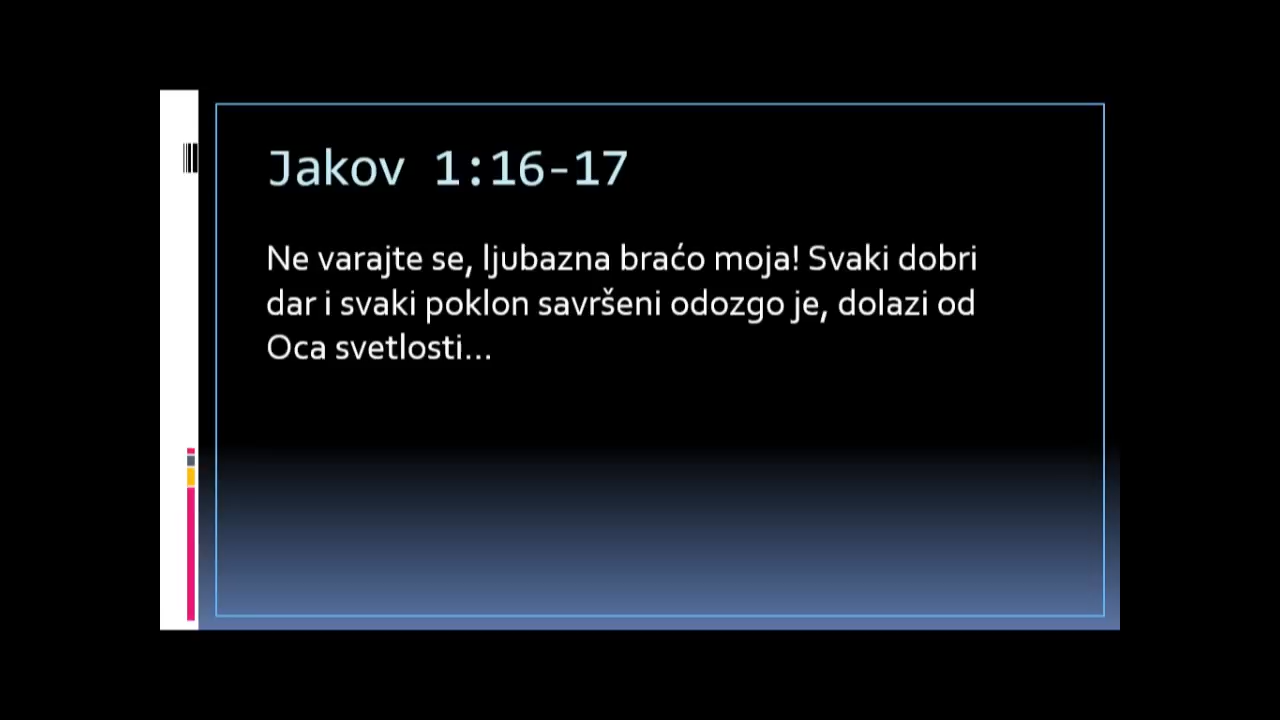 Jakov 1:16-17
Ne varajte se, ljubazna braćo moja! Svaki dobri
dar i svaki poklon savršeni odozgo je, dolazi od
Oca svetlosti...